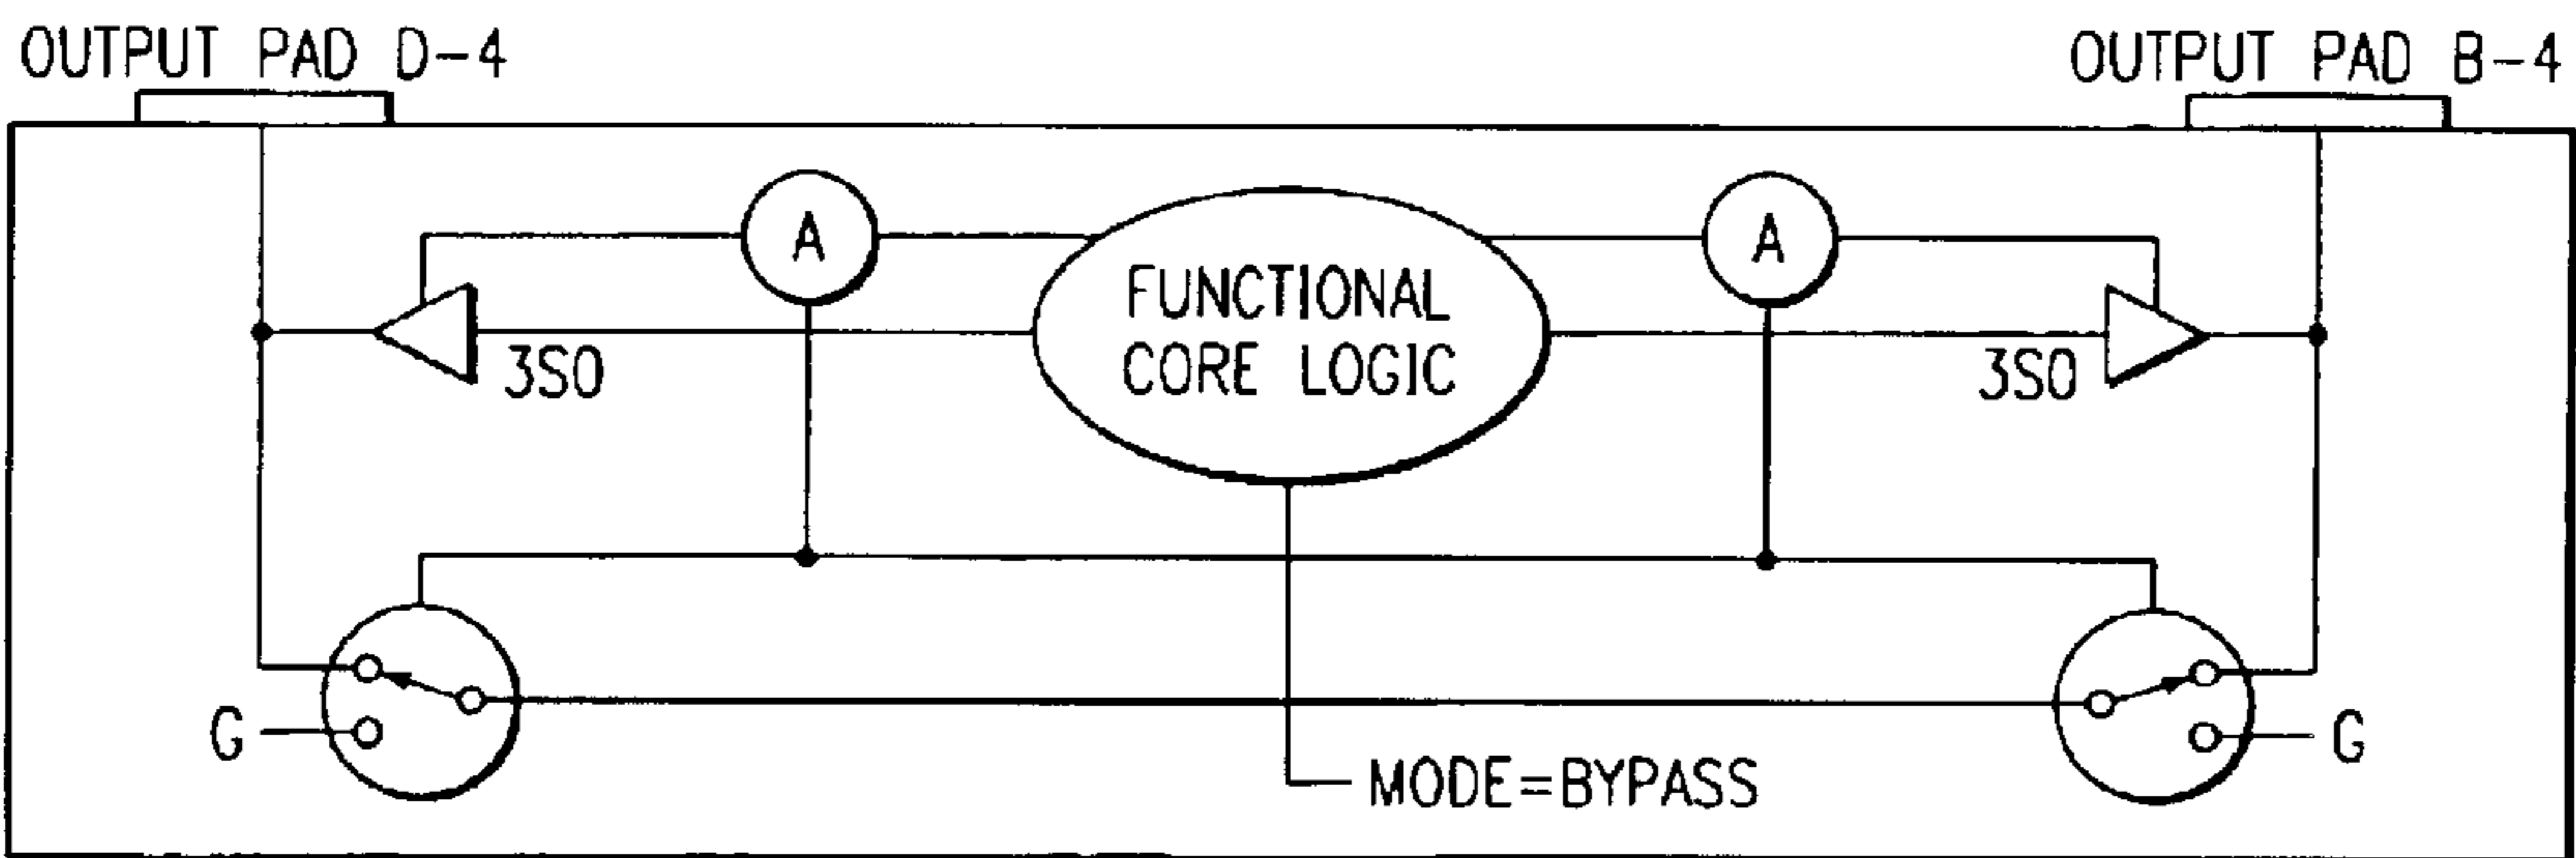 OUTPUT PAD D-4
OUTPUT PAD B-4
A
A
FUNCTIONAL
CORE LOGIC
3SO
3SO
G
G
MODE=BYPASS